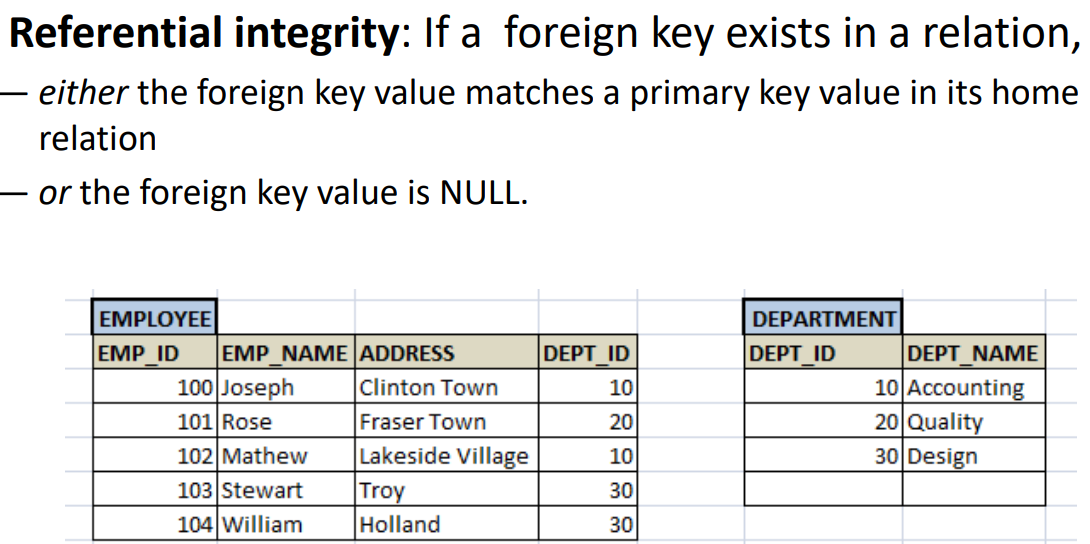 Referential integrity: If a foreign key exists in a relation,
— either the foreign key value matches a primary key value in its home
relation
— or the foreign key value is NULL.
EMPLOYEE
EMP_ID EMP_NAME ADDRESS DEPT_ID
100 Joseph Clinton Town 10
101 Rose Fraser Town 20
102 Mathew Lakeside Village 10
103 Stewart Troy 30
104 William Holland 30
DEPARTMENT
DEPT_ID DEPT_NAME
10 Accounting
20 Quality
30 Design